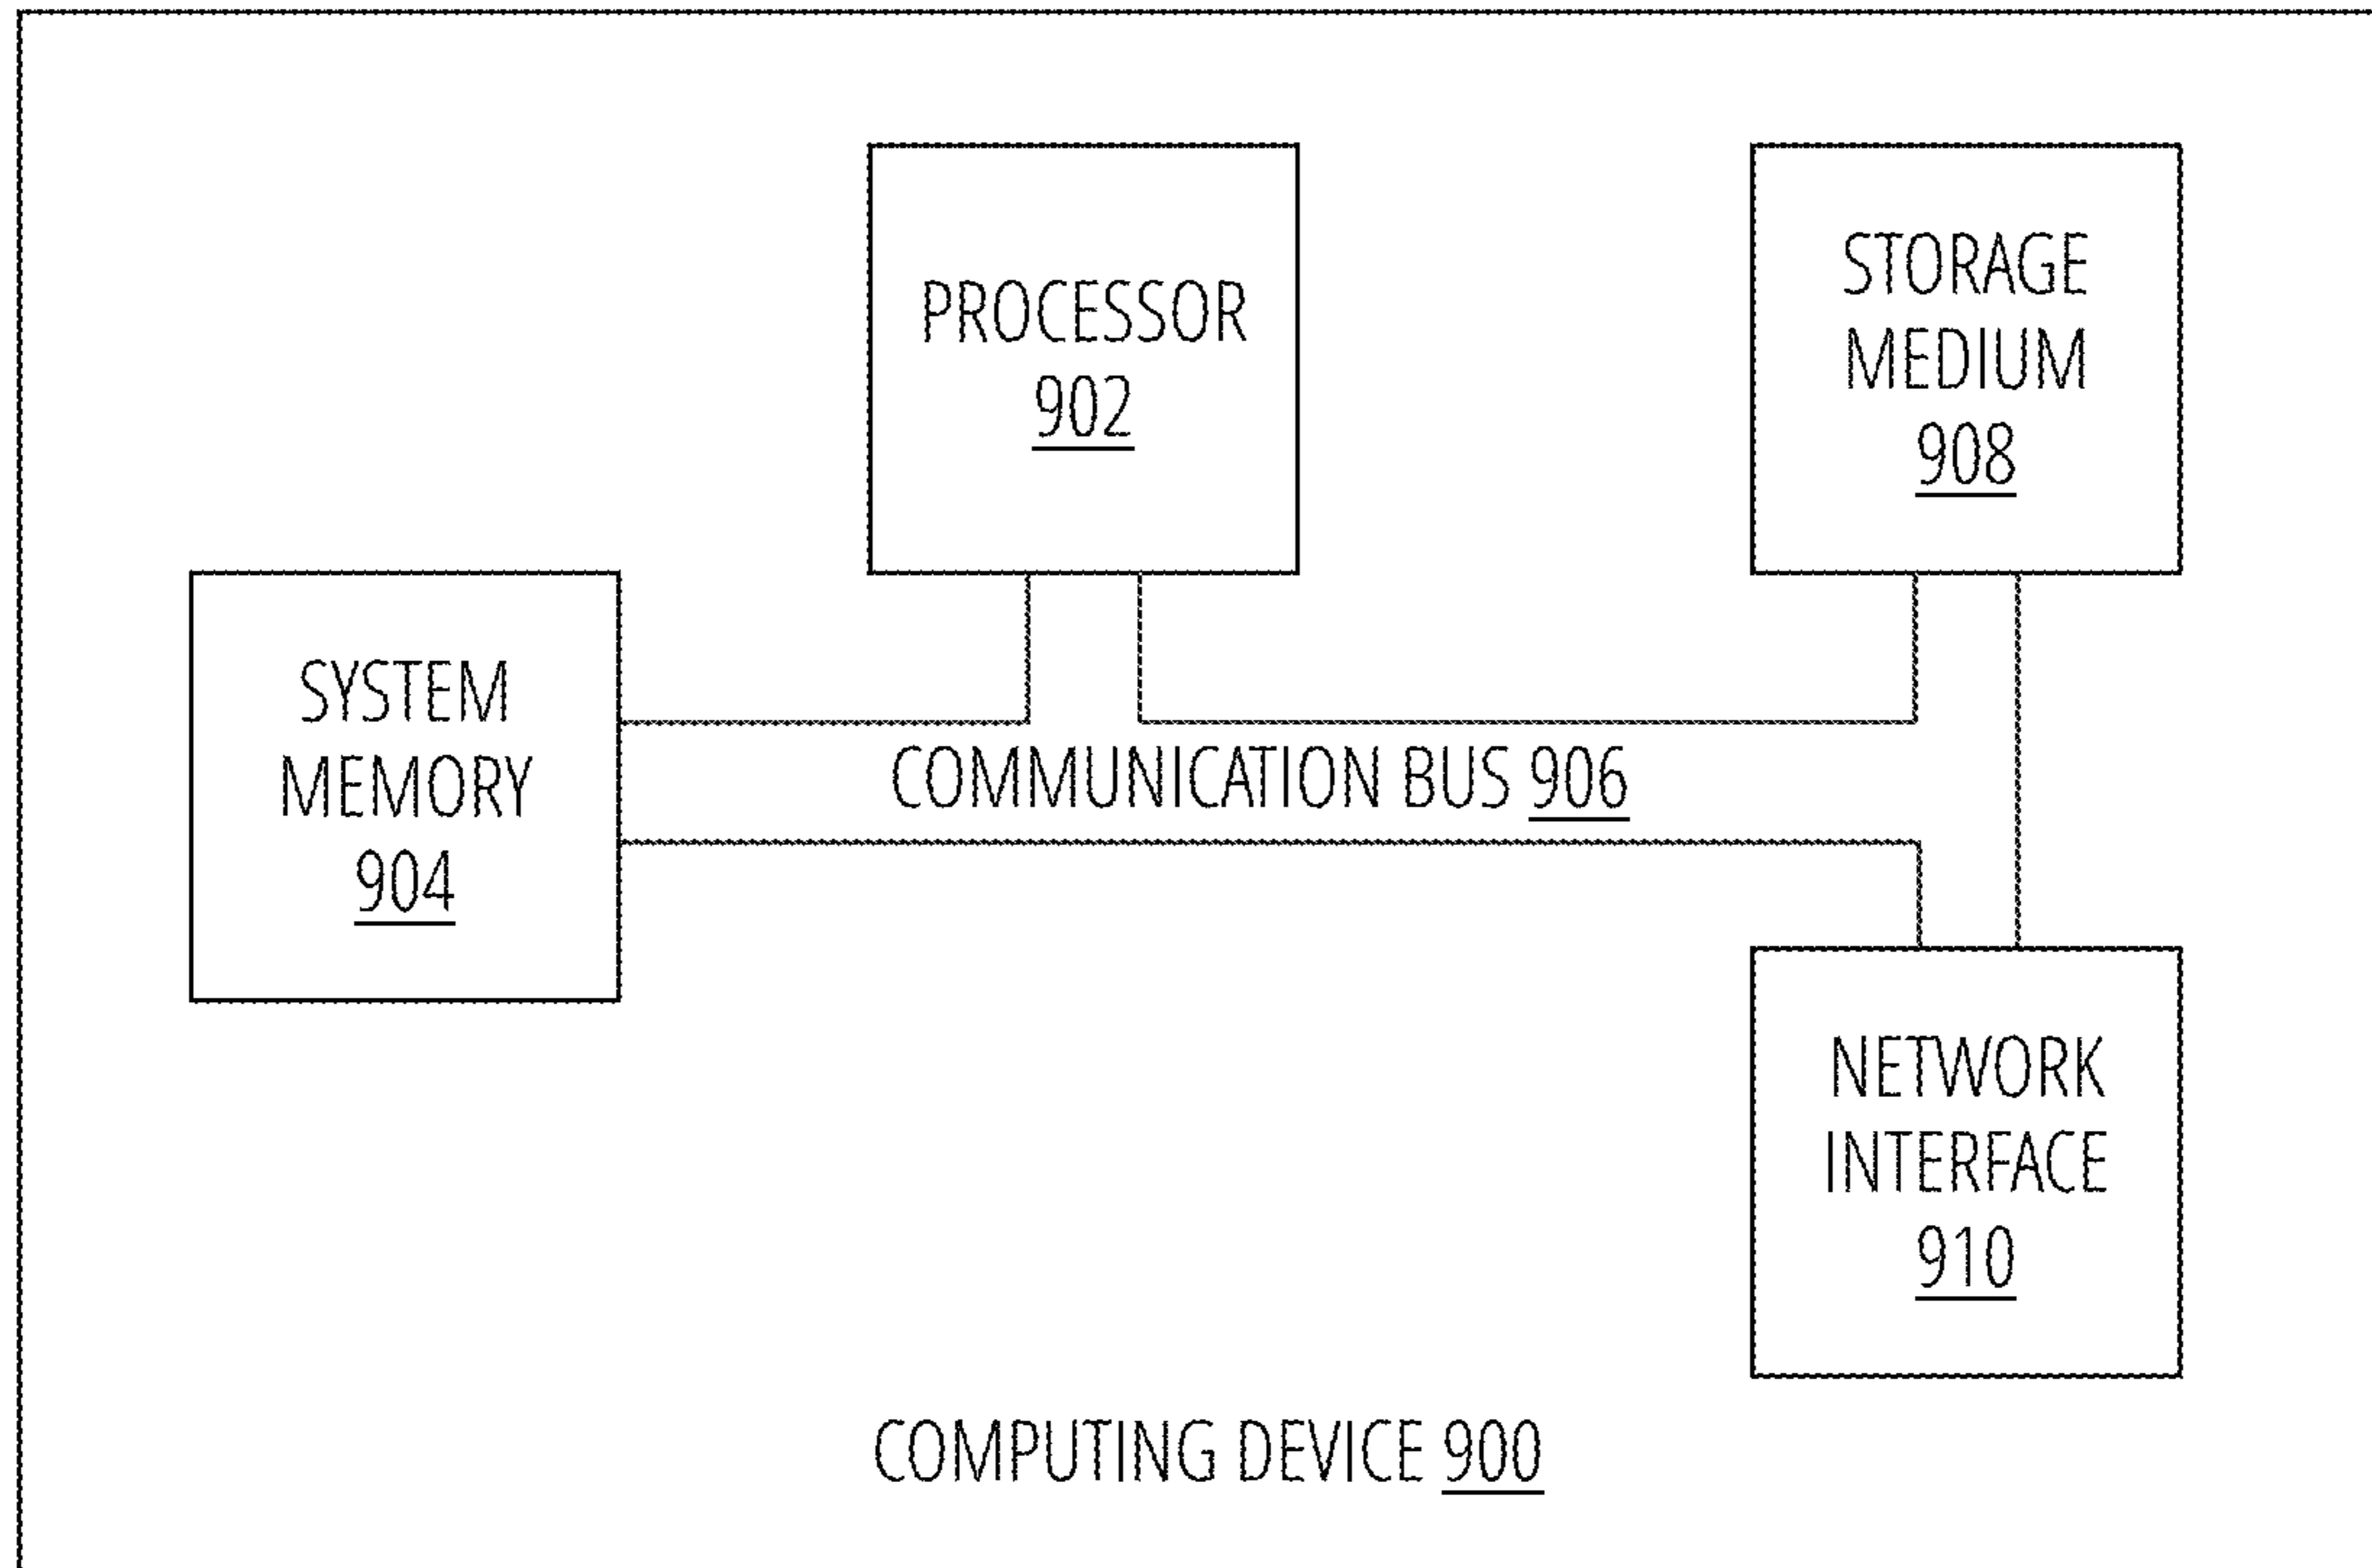 PROCESSOR
902
STORAGE
MEDIUM
908
SYSTEM
MEMORY
904
COMMUNICATION BUS 906
NETWORK
INTERFACE
910
COMPUTING DEVICE 900